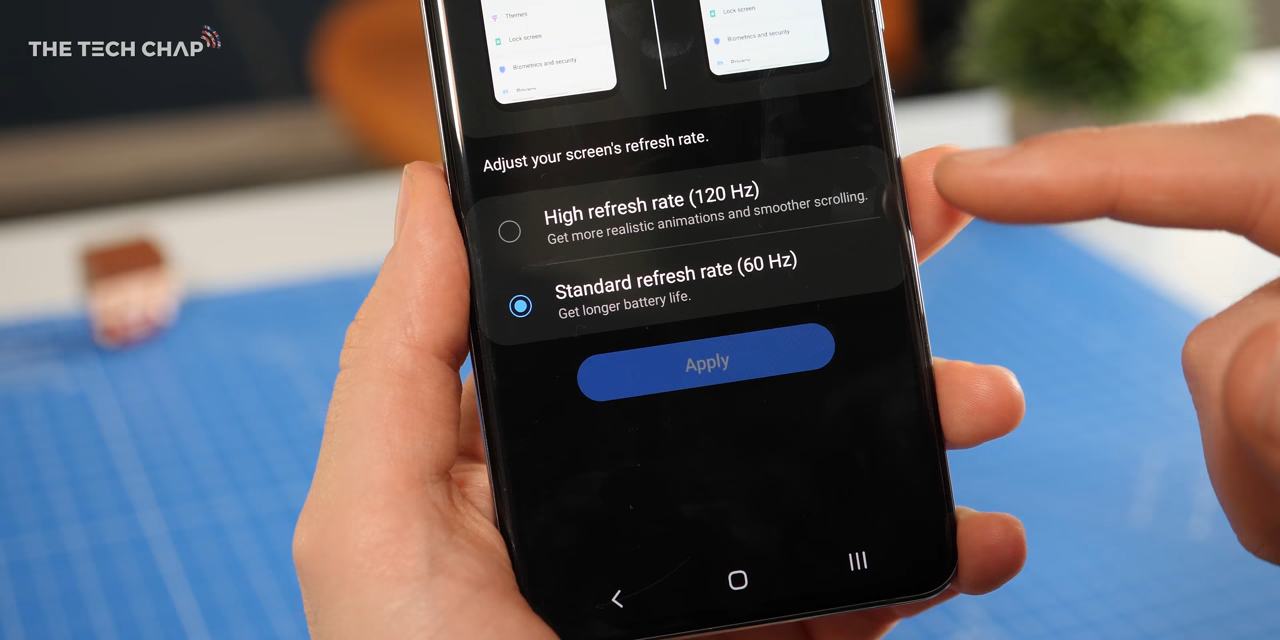 THE TECH CHAP
Themes
Lock screen
Biometrics and security
Lock screen
Biometrics and security
Adjust your screen's refresh rate.
High refresh rate (120 Hz)
Get more realistic animations and smoother scrolling.
Standard refresh rate (60 Hz)
Get longer battery life.
Apply